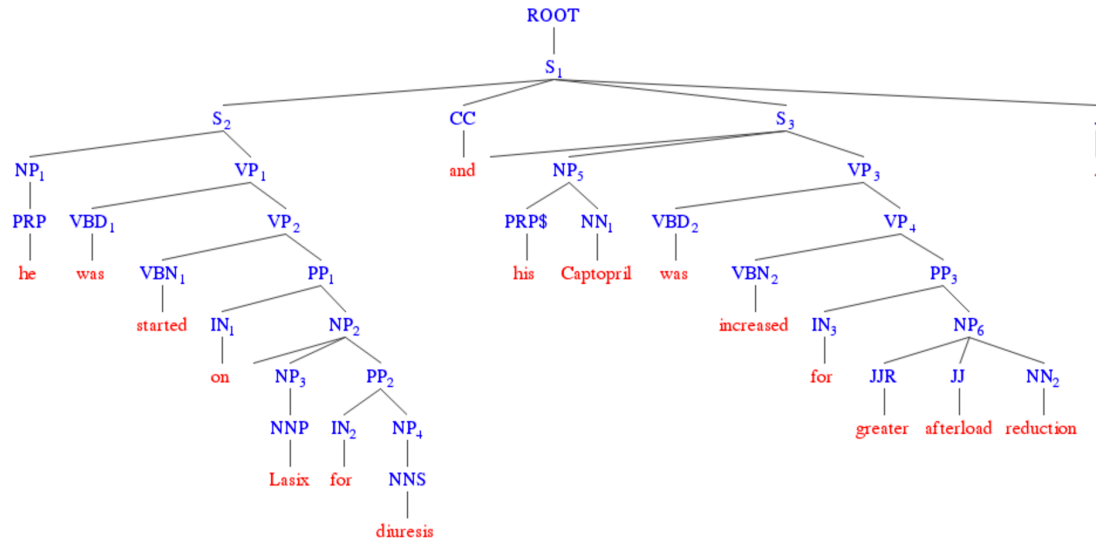 ROOT
S1
S2 CC S3
NP1 VP1 and NP5 VP3
PRP VBD1 VP2 PRP$ NN1 VBD2 VP4
he was VBN1 PP1 his Captopril was VBN2 PP3
started IN1 NP2 increased IN3 NP6
on NP3 PP2 for JJR JJ NN2
NNP IN2 NP4 greater afterload reduction
Lasix for NNS
diuresis